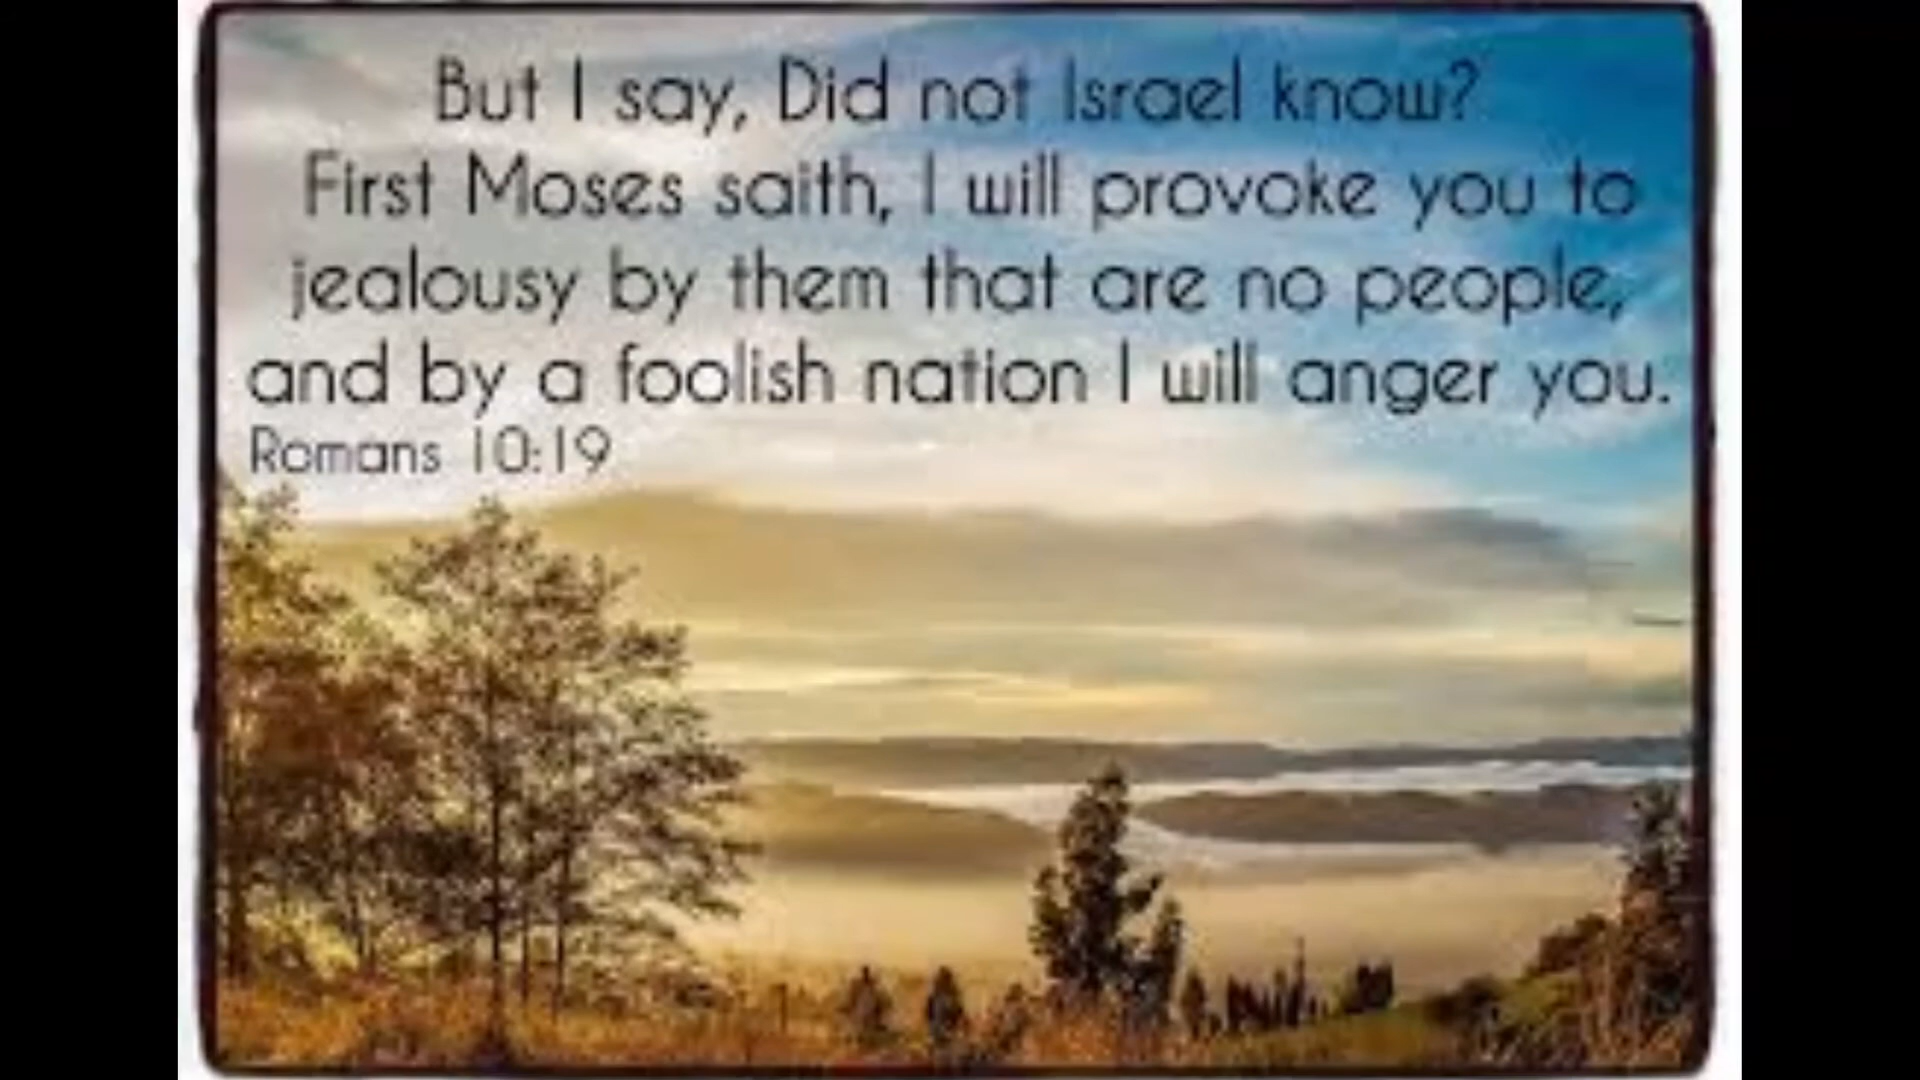 But I say, Did not Israel know?
First Moses saith, I will provoke you to
jealousy by them that are no people,
and by a foolish nation I will anger you.
Romans 10:19